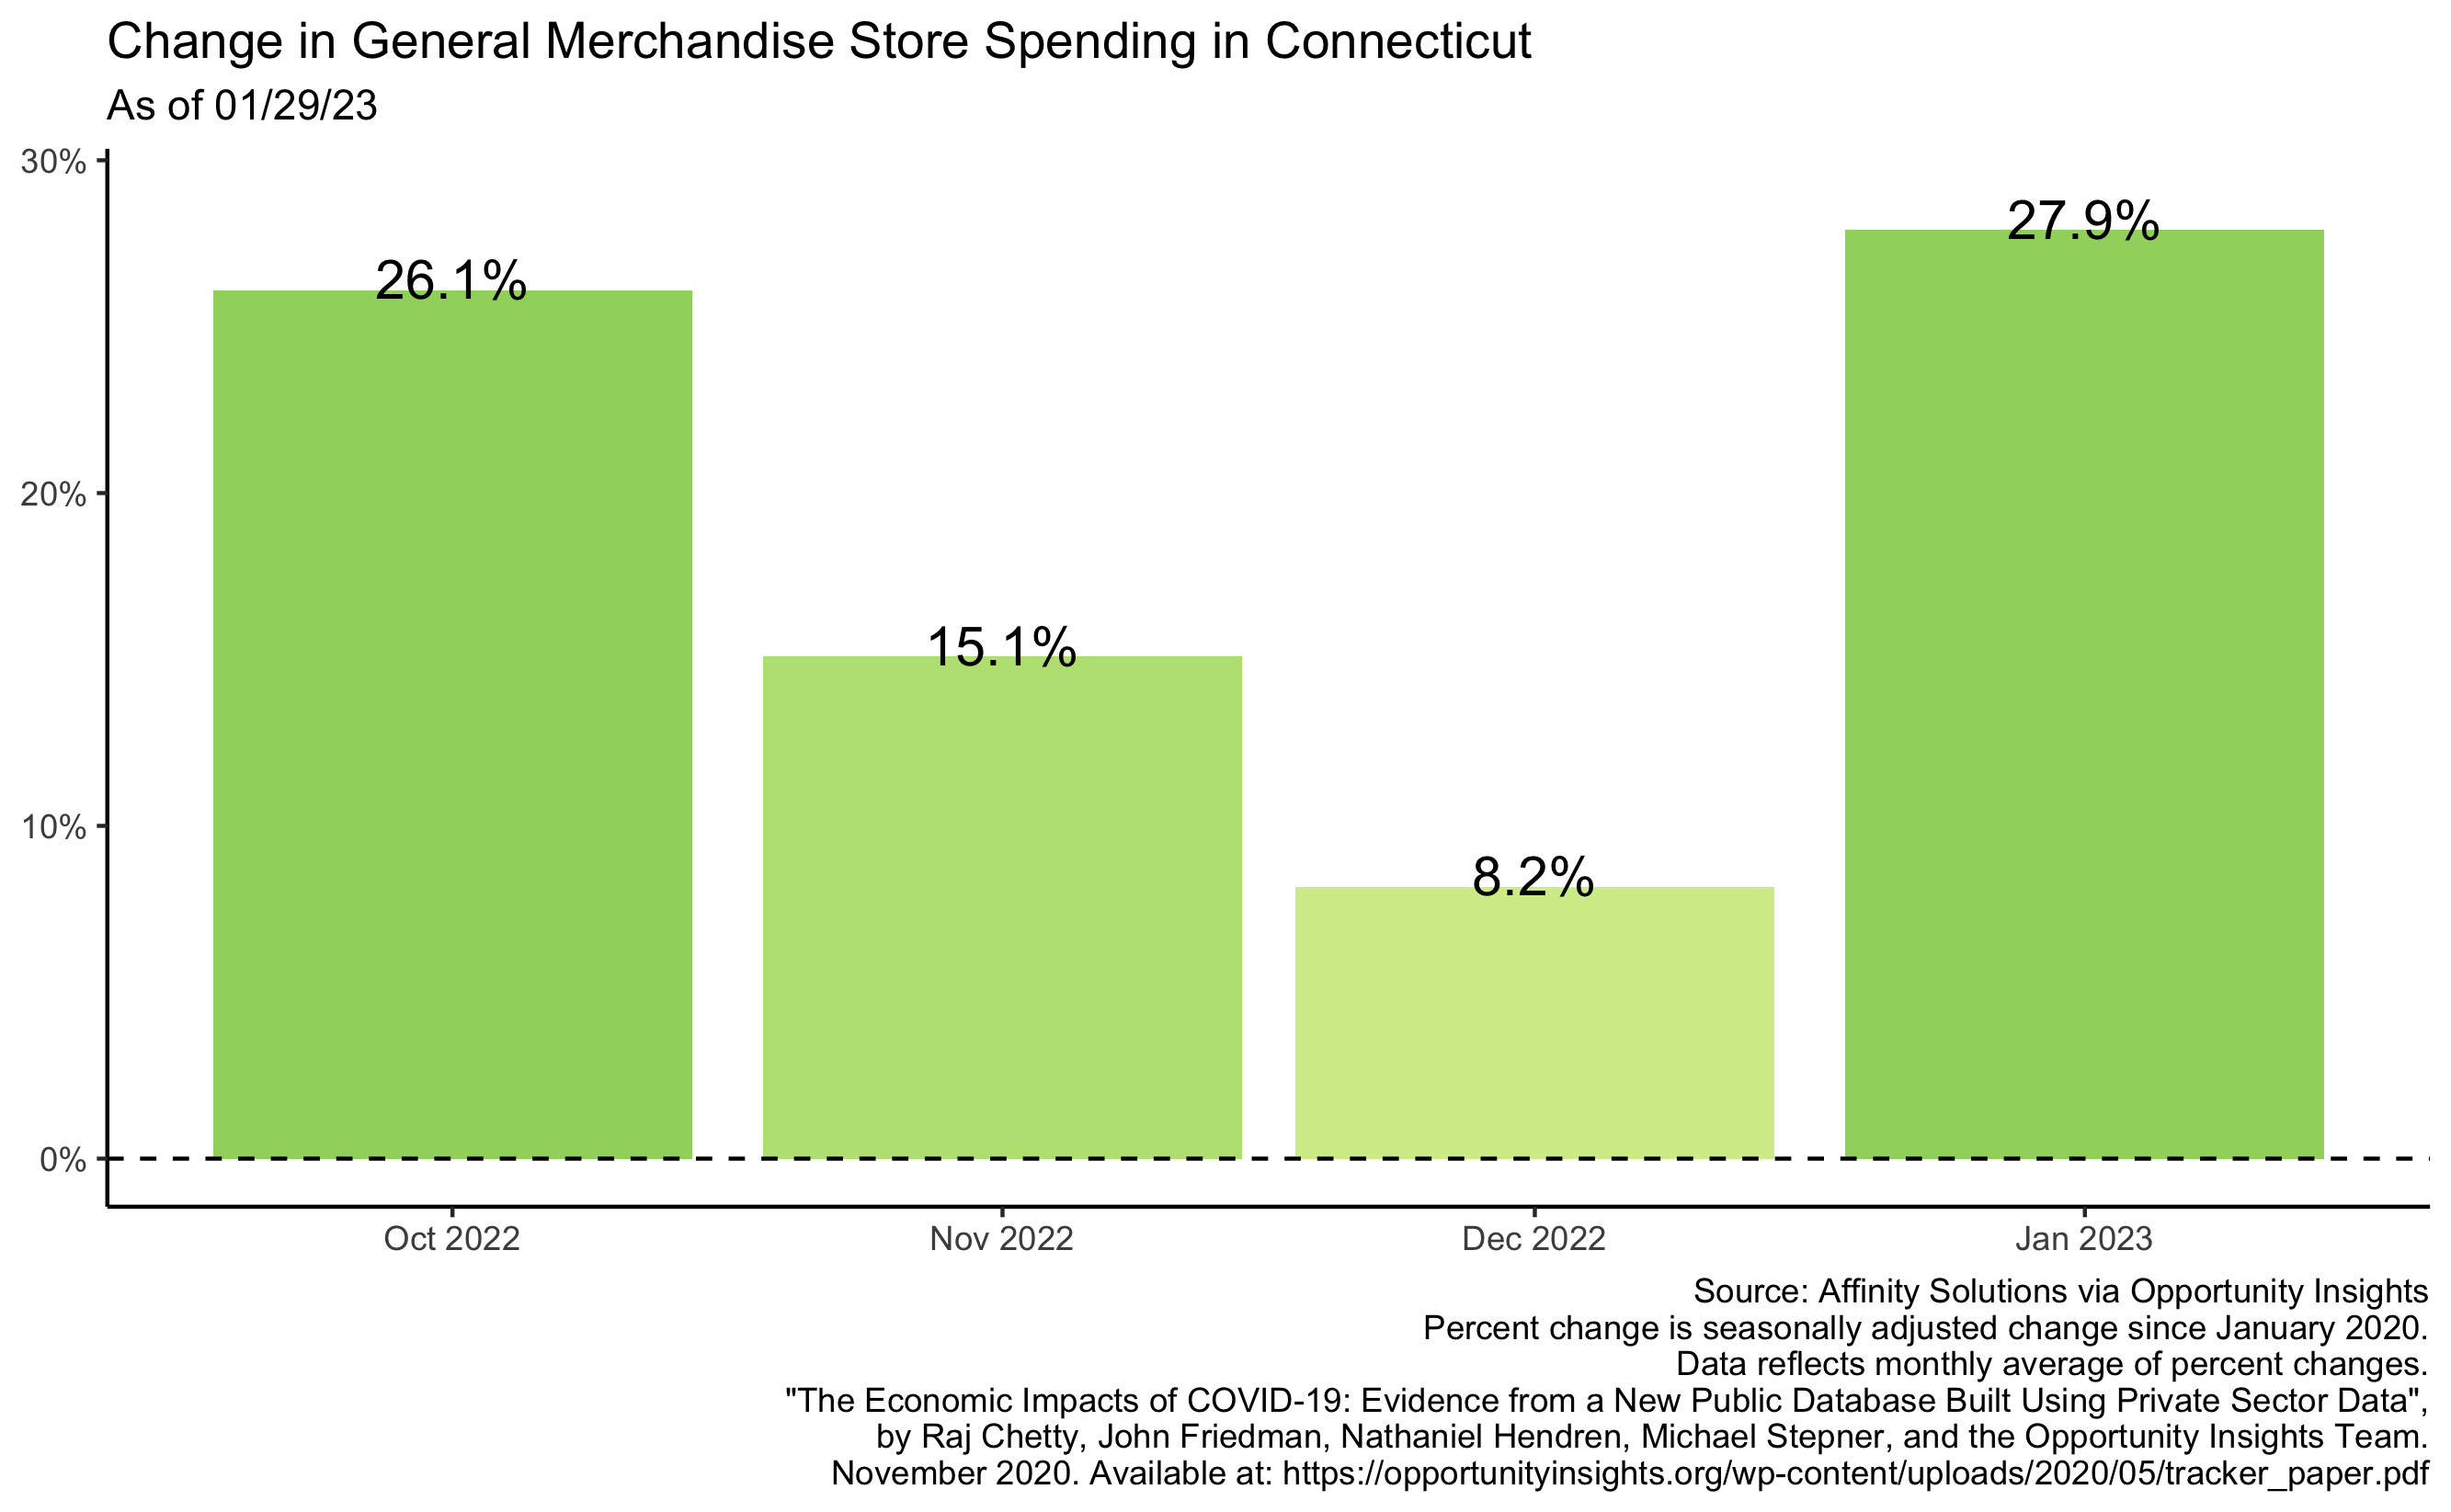 Change in General Merchandise Store Spending in Connecticut
As of 01/29/23
30%
20%
10%
0%
26.1%
15.1%
8.2%
27.9%
Oct 2022
Nov 2022
Dec 2022
Jan 2023
Source: Affinity Solutions via Opportunity Insights
Percent change is seasonally adjusted change since January 2020.
Data reflects monthly average of percent changes.
"The Economic Impacts of COVID-19: Evidence from a New Public Database Built Using Private Sector Data",
by Raj Chetty, John Friedman, Nathaniel Hendren, Michael Stepner, and the Opportunity Insights Team.
November 2020. Available at: https://opportunityinsights.org/wp-content/uploads/2020/05/tracker_paper.pdf